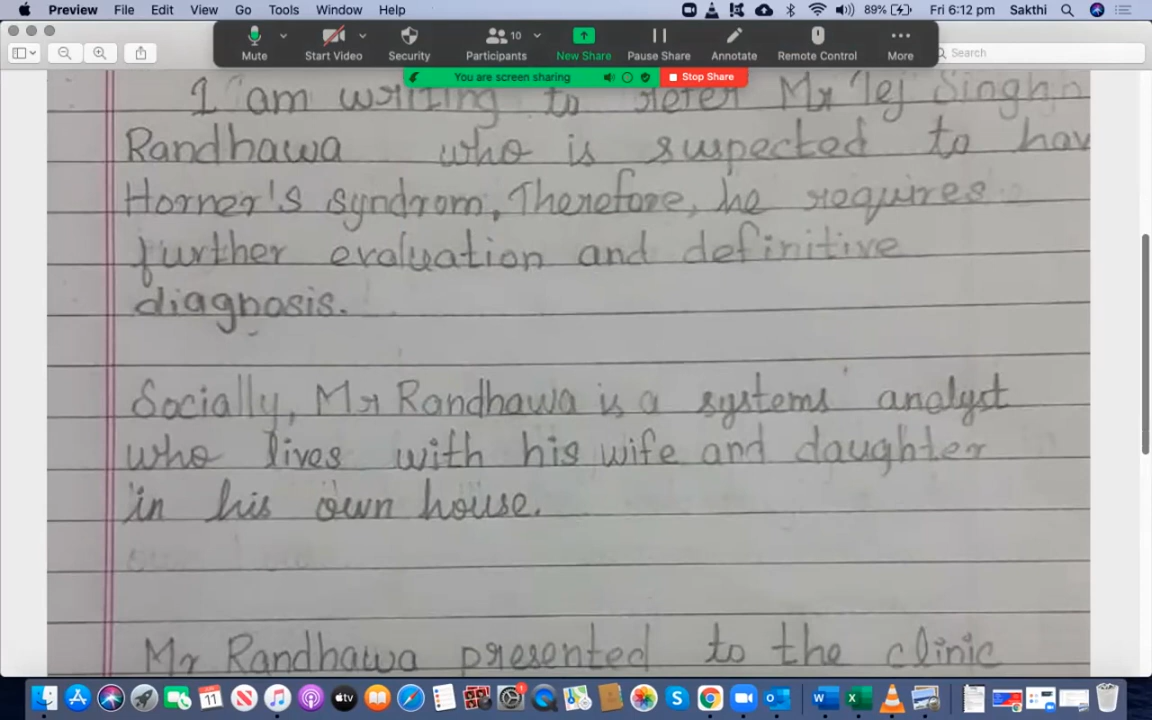 Preview File Edit View Go Tools Window Help 89% Fri 6:12 pm Sakthi
Mute Start Video Security Participants 10 New Share Pause Share Annotate Remote Control More Search
You are screen sharing Stop Share
I am writing to refer Mr Tej Singh
Randhawa who is suspected to hav
Horner's syndrom. Therefore, he requires
further evaluation and definitive
diagnosis.
Socially, Mr Randhawa is a systems analyst
who lives with his wife and daughter
in his own house.
Mr Randhawa presented to the clinic